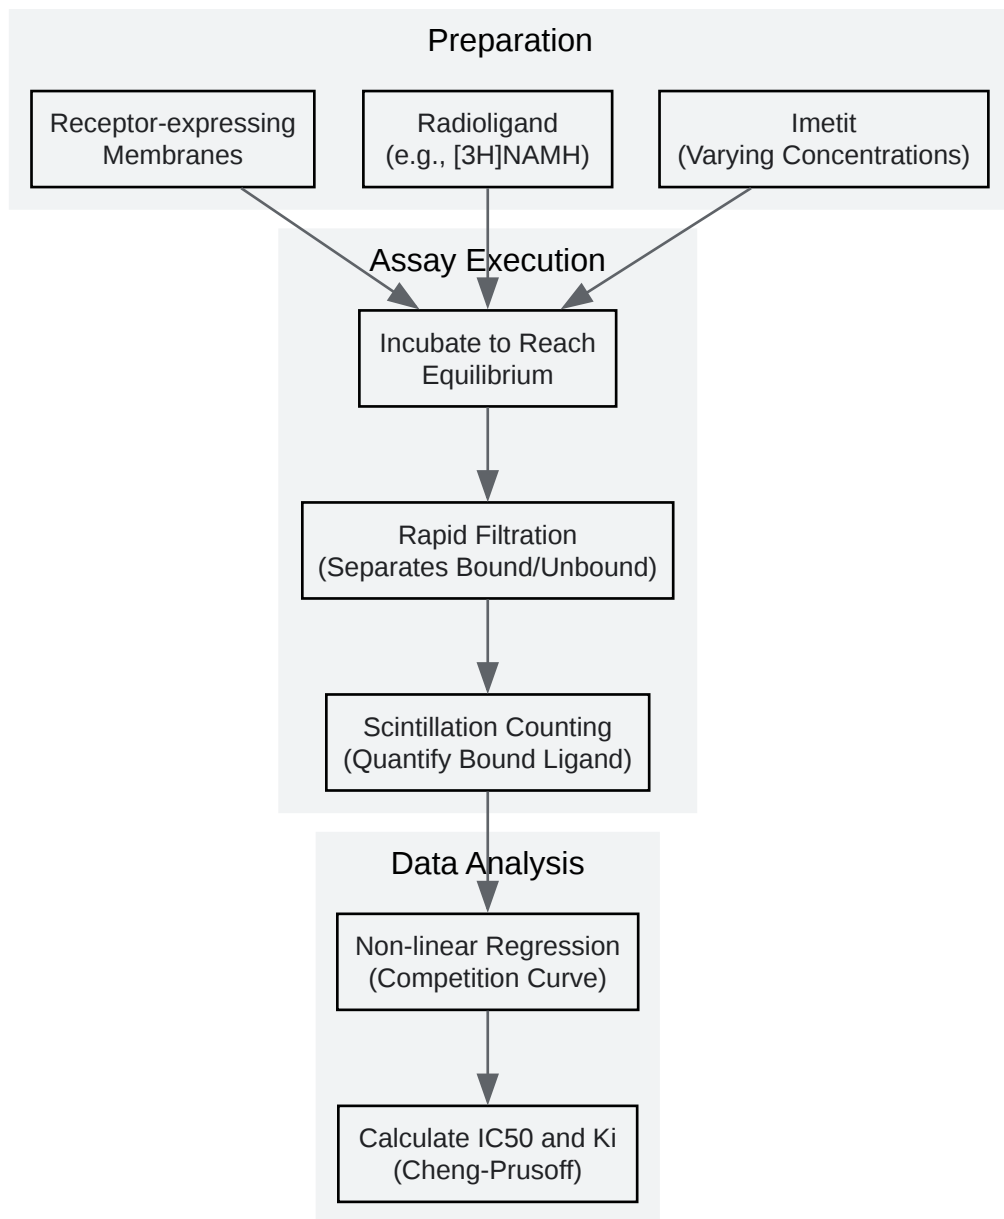 Preparation
Receptor-expressing
Membranes
Radioligand
(e.g., [3H]NAMH)
Imetit
(Varying Concentrations)
Assay Execution
Incubate to Reach
Equilibrium
Rapid Filtration
(Separates Bound/Unbound)
Scintillation Counting
(Quantify Bound Ligand)
Data Analysis
Non-linear Regression
(Competition Curve)
Calculate IC50 and Ki
(Cheng-Prusoff)